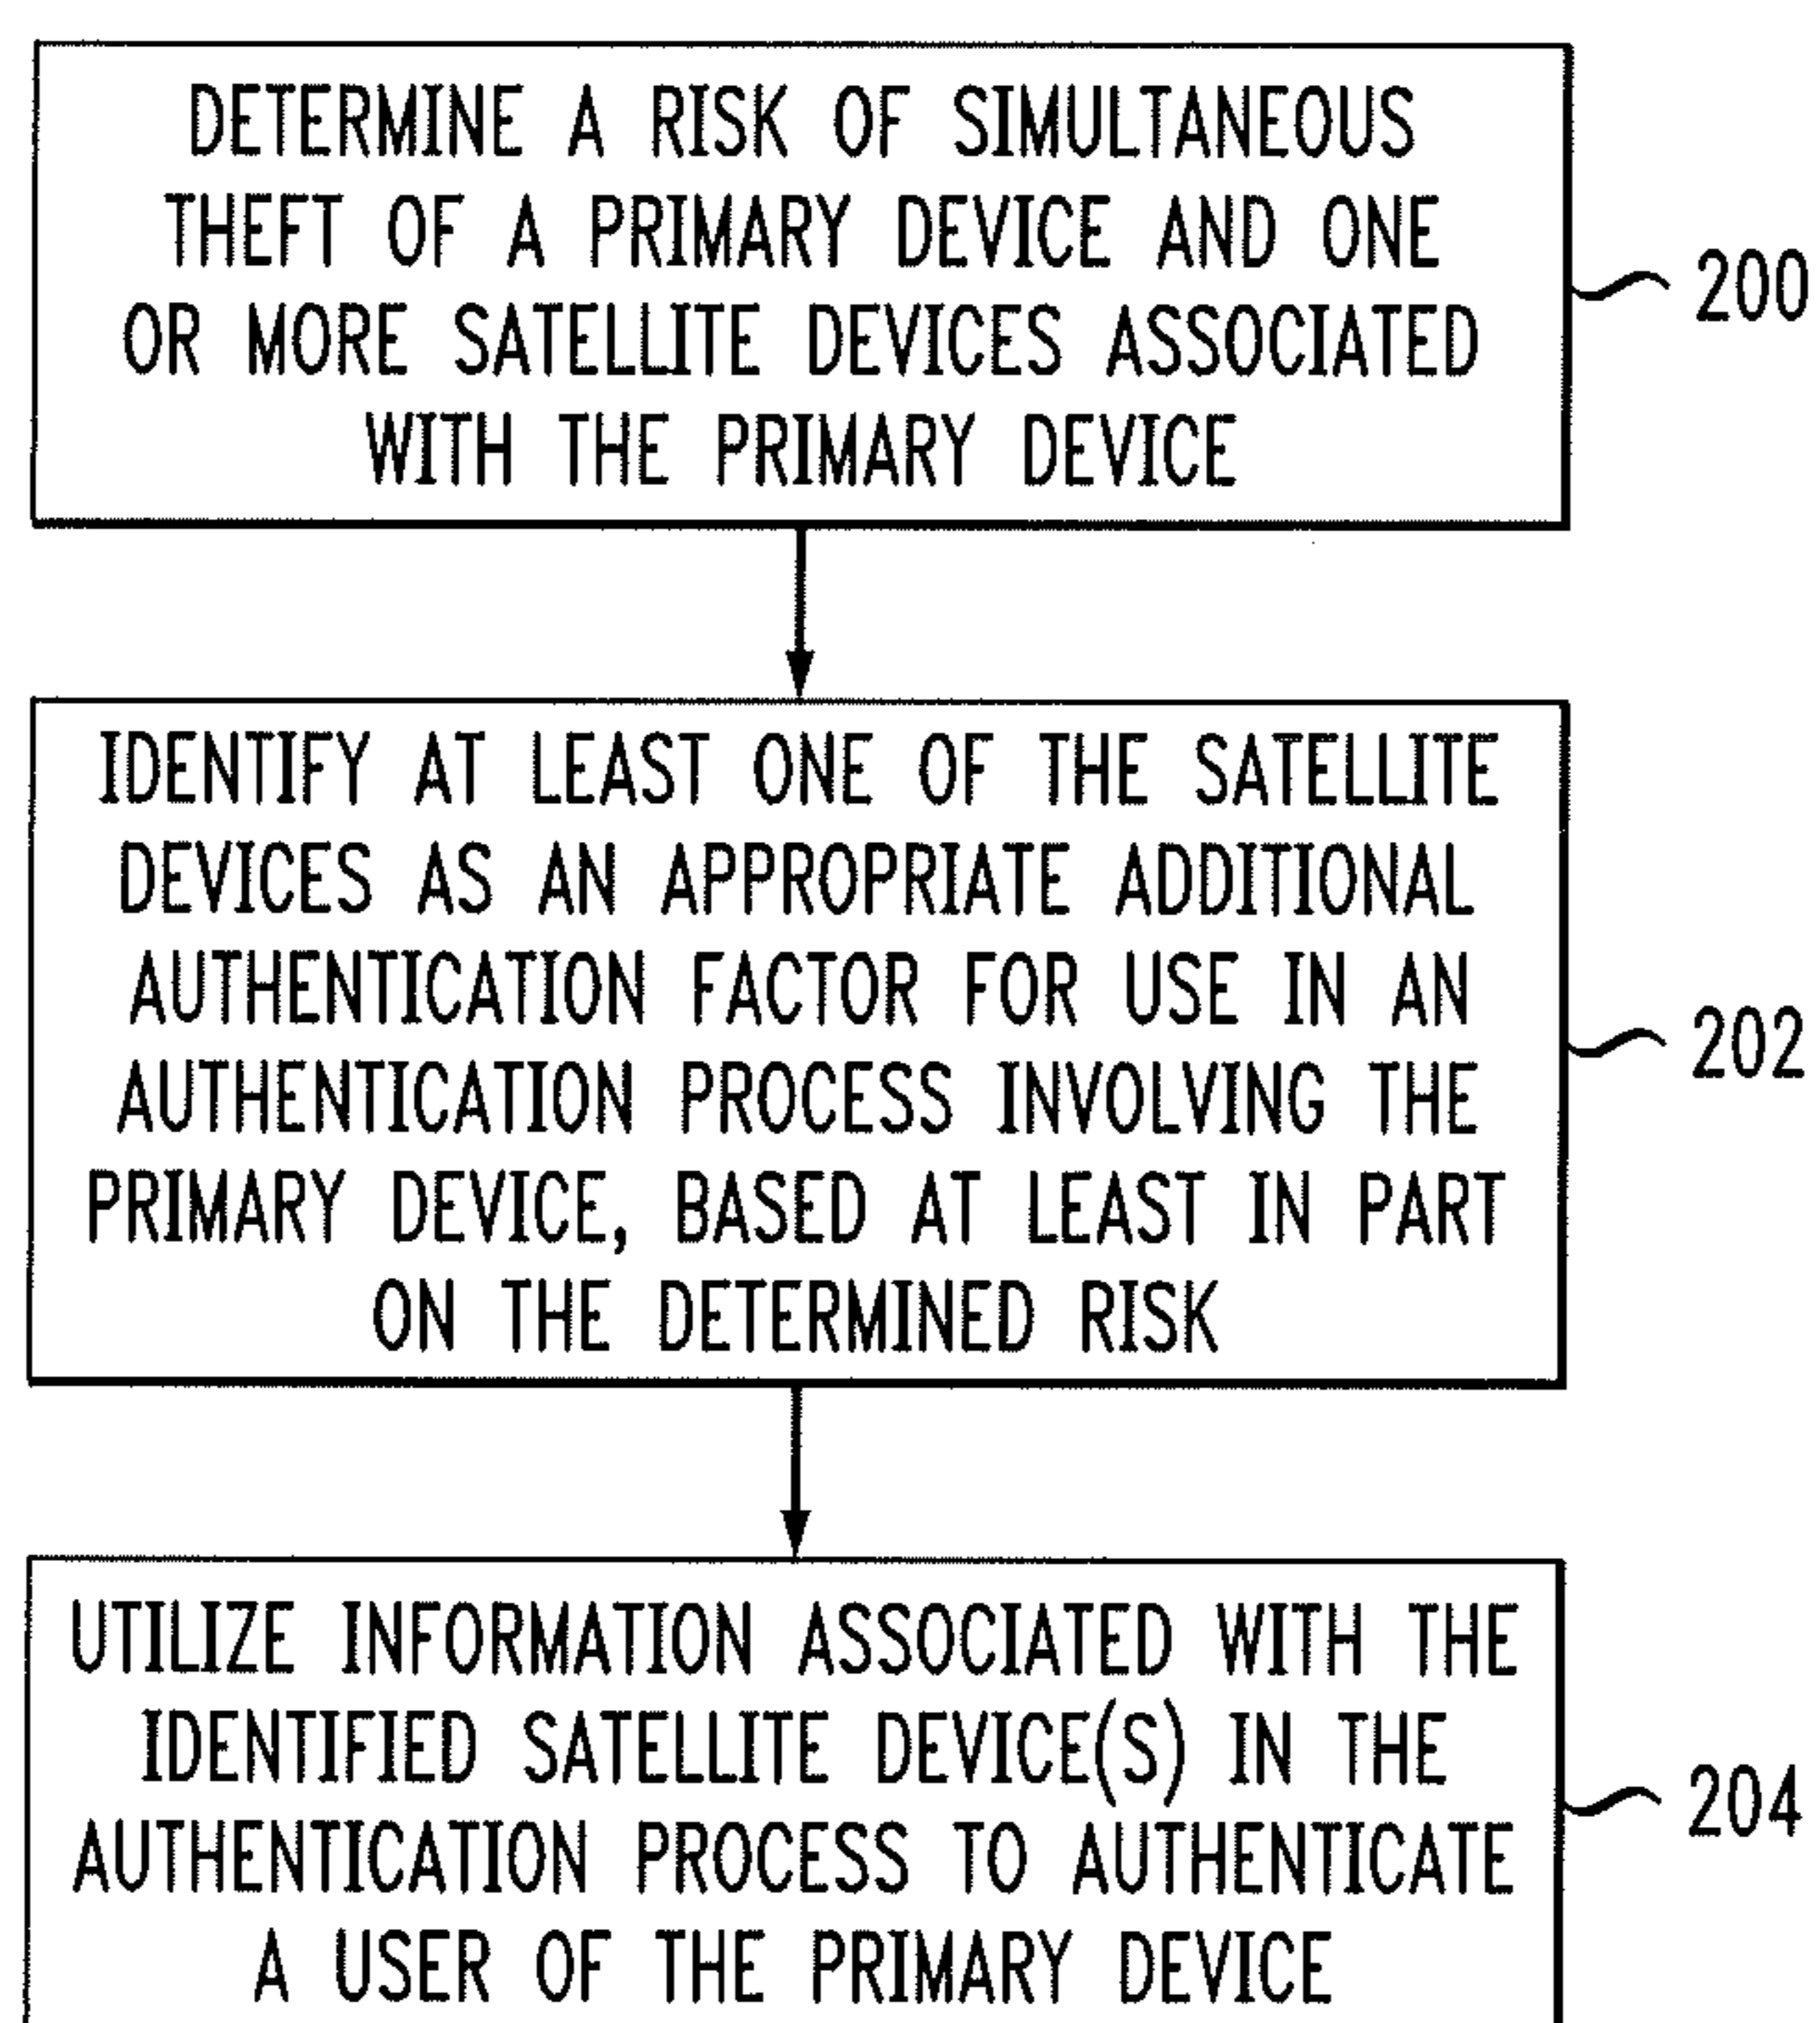 DETERMINE A RISK OF SIMULTANEOUS
THEFT OF A PRIMARY DEVICE AND ONE
OR MORE SATELLITE DEVICES ASSOCIATED
WITH THE PRIMARY DEVICE
200
IDENTIFY AT LEAST ONE OF THE SATELLITE
DEVICES AS AN APPROPRIATE ADDITIONAL
AUTHENTICATION FACTOR FOR USE IN AN
AUTHENTICATION PROCESS INVOLVING THE
PRIMARY DEVICE, BASED AT LEAST IN PART
ON THE DETERMINED RISK
202
UTILIZE INFORMATION ASSOCIATED WITH THE
IDENTIFIED SATELLITE DEVICE(S) IN THE
AUTHENTICATION PROCESS TO AUTHENTICATE
A USER OF THE PRIMARY DEVICE
204